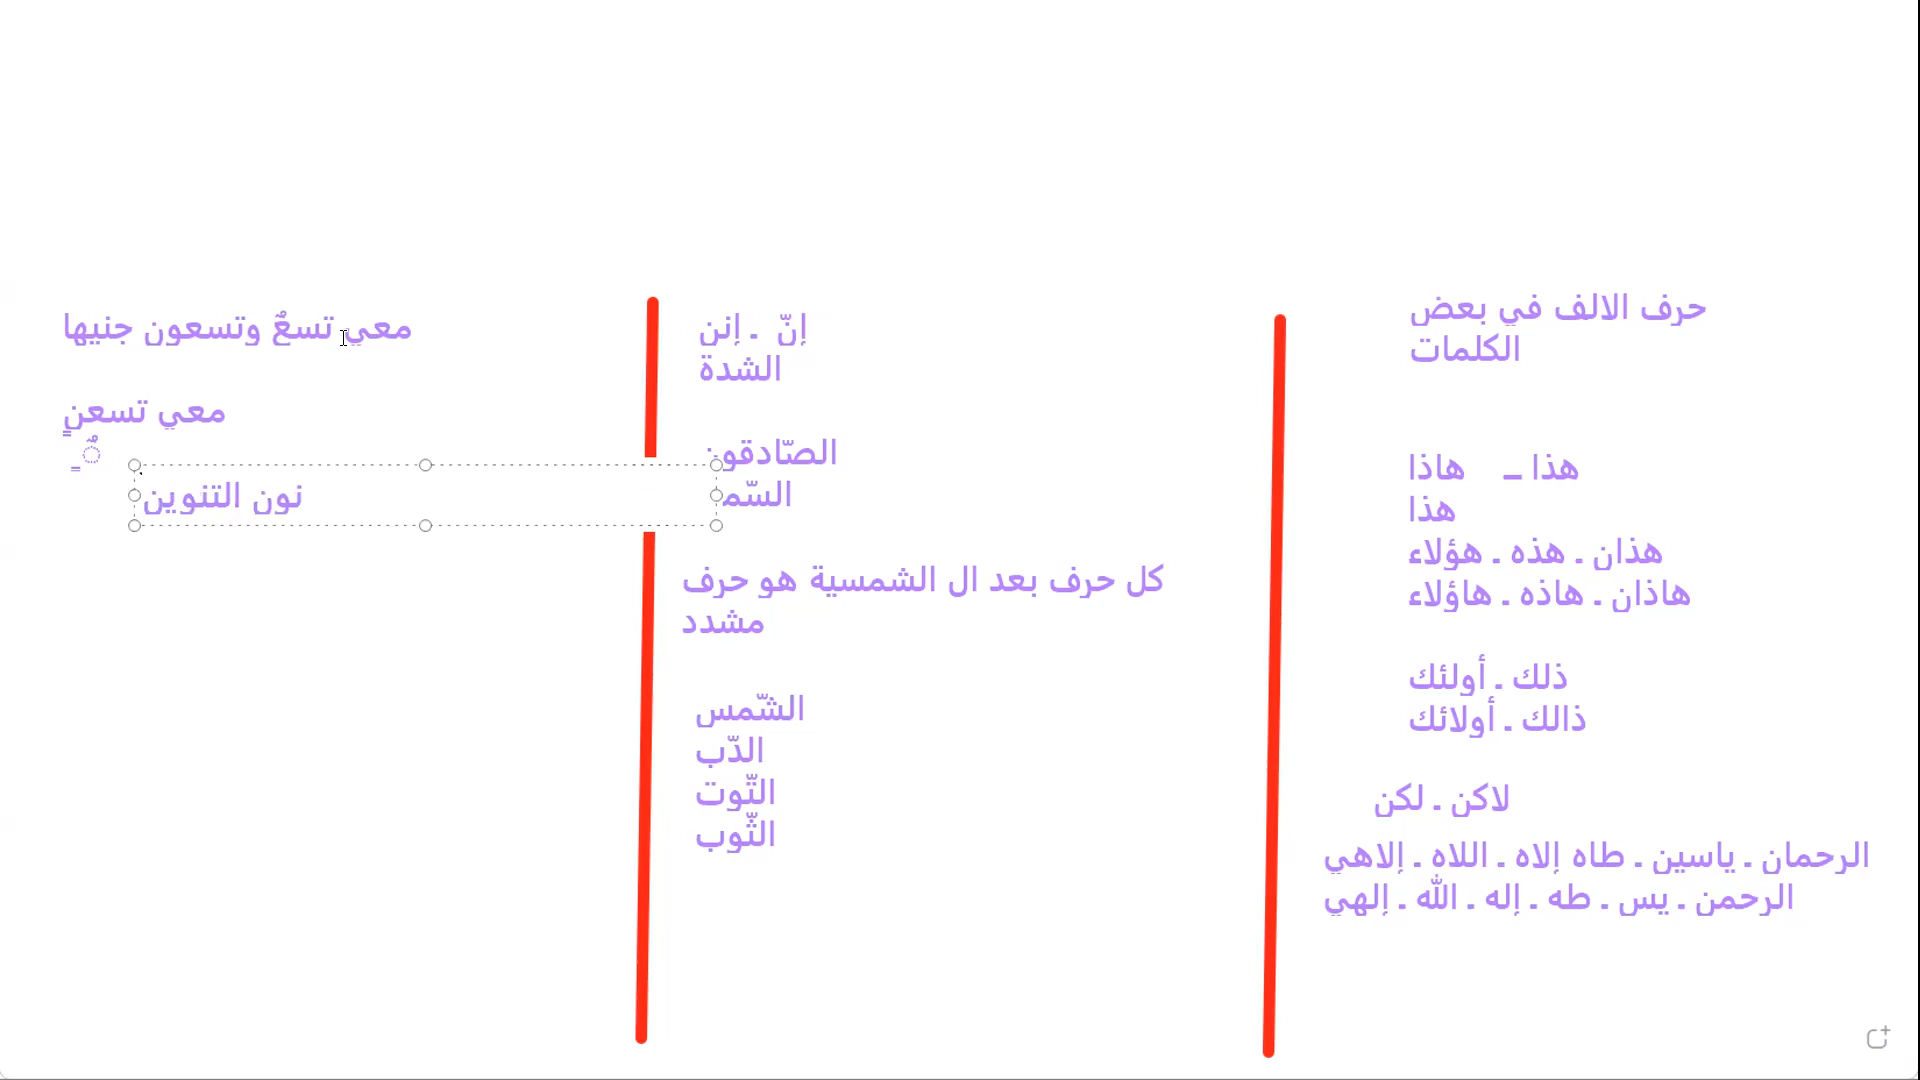 حرف الالف في بعض
الكلمات
هذا ــ هاذا
هذا
هذان ـ هذه ـ هؤلاء
هاذان ـ هاذه ـ هاؤلاء
ذلك ـ أولئك
ذالك ـ أولائك
لاكن ـ لكن
الرحمان ـ ياسين ـ طاه إلاه ـ اللاه ـ إلاهي
الرحمن ـ يس ـ طه ـ إله ـ الله ـ إلهي
إنّ ـ إنن
الشدة
الصّادقون
السّم
كل حرف بعد ال الشمسية هو حرف
مشدد
الشّمس
الدّب
التّوت
الثّوب
معي تسعٌ وتسعون جنيها
معي تسعن
نون التنوين